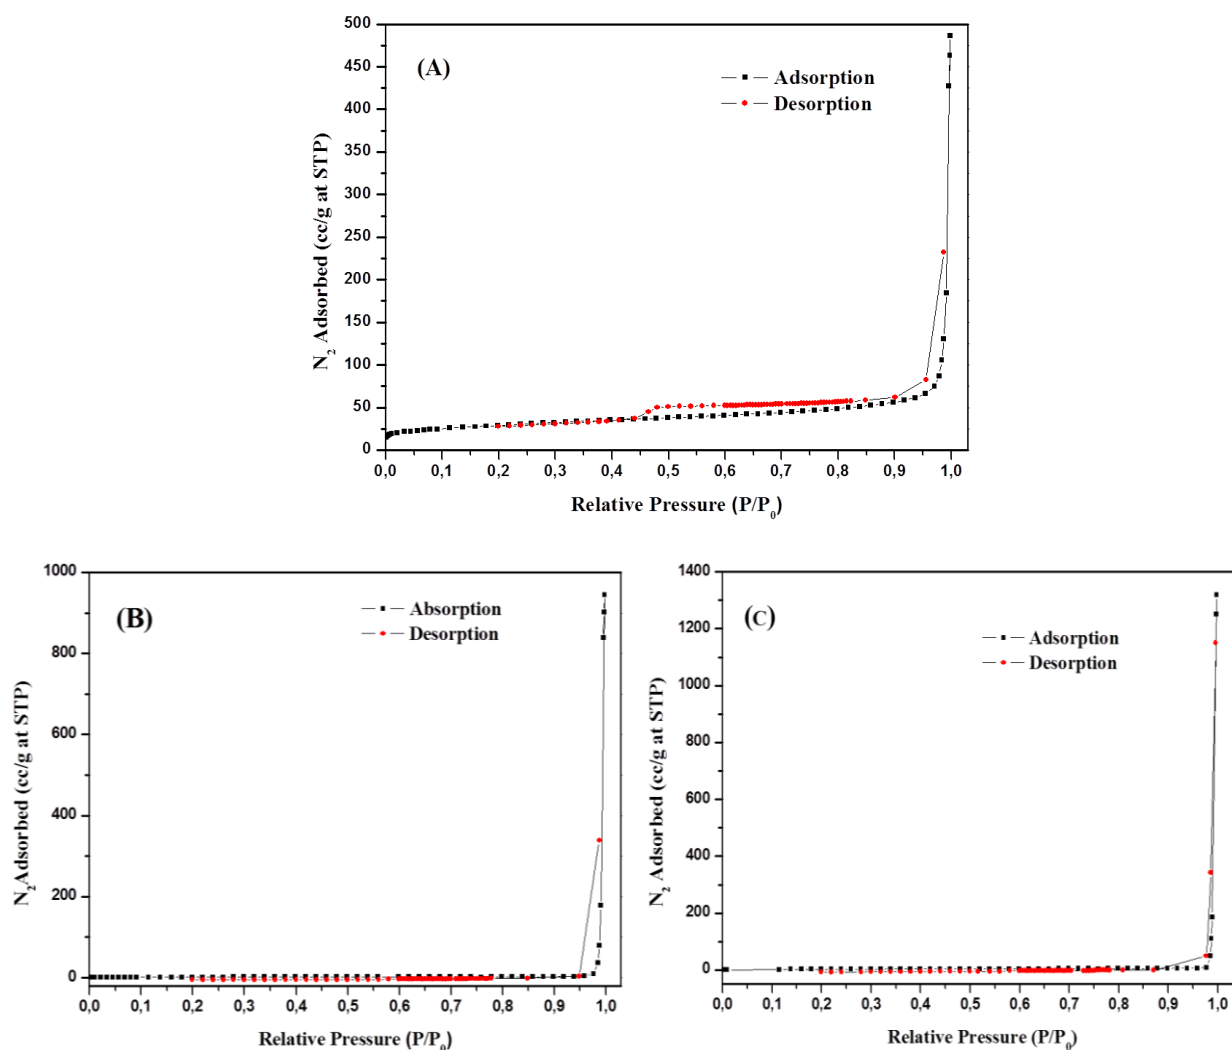 (A)
Adsorption
Desorption
N₂ Adsorbed (cc/g at STP)
500
450
400
350
300
250
200
150
100
50
0
0,0 0,1 0,2 0,3 0,4 0,5 0,6 0,7 0,8 0,9 1,0
Relative Pressure (P/P₀)
(B)
Absorption
Desorption
N₂Adsorbed (cc/g at STP)
1000
800
600
400
200
0
0,0 0,1 0,2 0,3 0,4 0,5 0,6 0,7 0,8 0,9 1,0
Relative Pressure (P/P₀)
(C)
Adsorption
Desorption
N₂ Adsorbed (cc/g at STP)
1400
1200
1000
800
600
400
200
0
0,0 0,1 0,2 0,3 0,4 0,5 0,6 0,7 0,8 0,9 1,0
Relative Pressure (P/P₀)